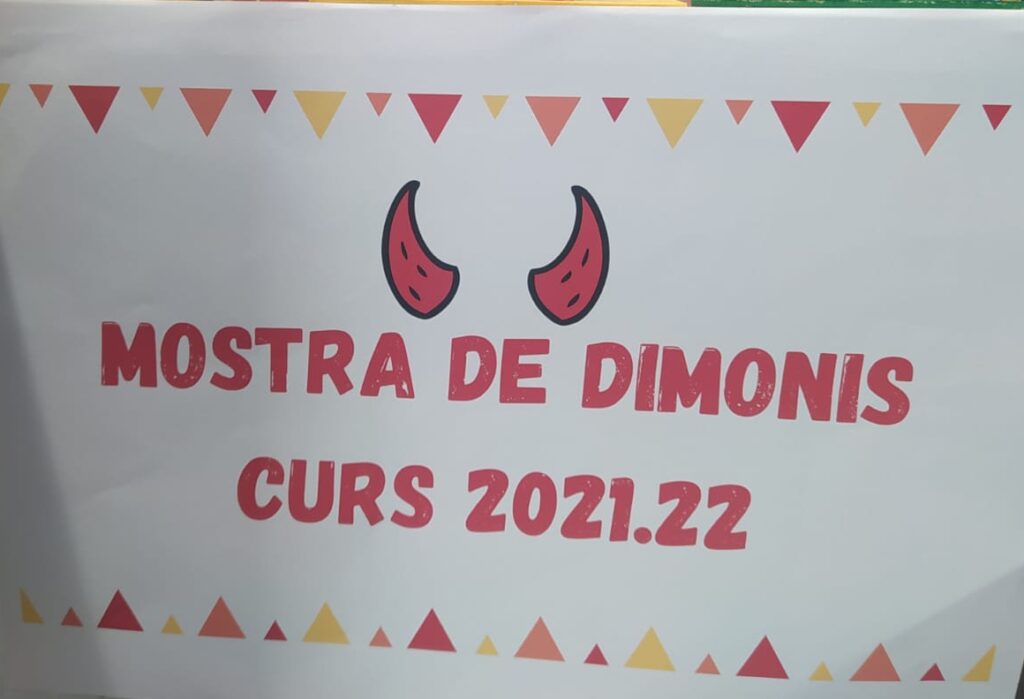 MOSTRA DE DIMONIS
CURS 2021.22